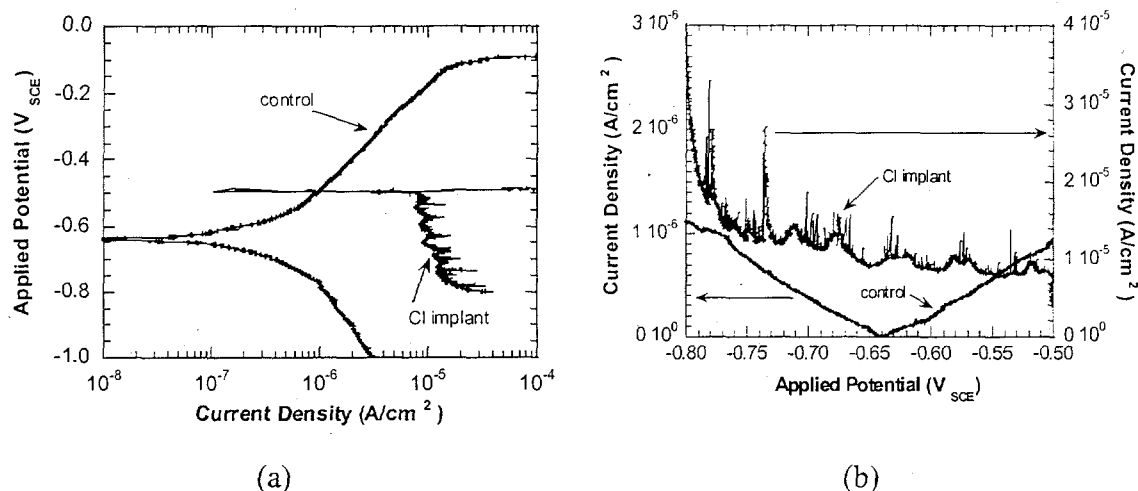 0.0
-0.2
-0.4
-0.6
-0.8
-1.0
Applied Potential (V SCE)
control
Cl implant
10^-8
10^-7
10^-6
10^-5
10^-4
Current Density (A/cm^2)
(a)
3 10^-6
2 10^-6
1 10^-6
0 10^0
Current Density (A/cm^2)
4 10^-5
3 10^-5
2 10^-5
1 10^-5
0 10^0
Current Density (A/cm^2)
Cl implant
control
-0.80
-0.75
-0.70
-0.65
-0.60
-0.55
-0.50
Applied Potential (V SCE)
(b)